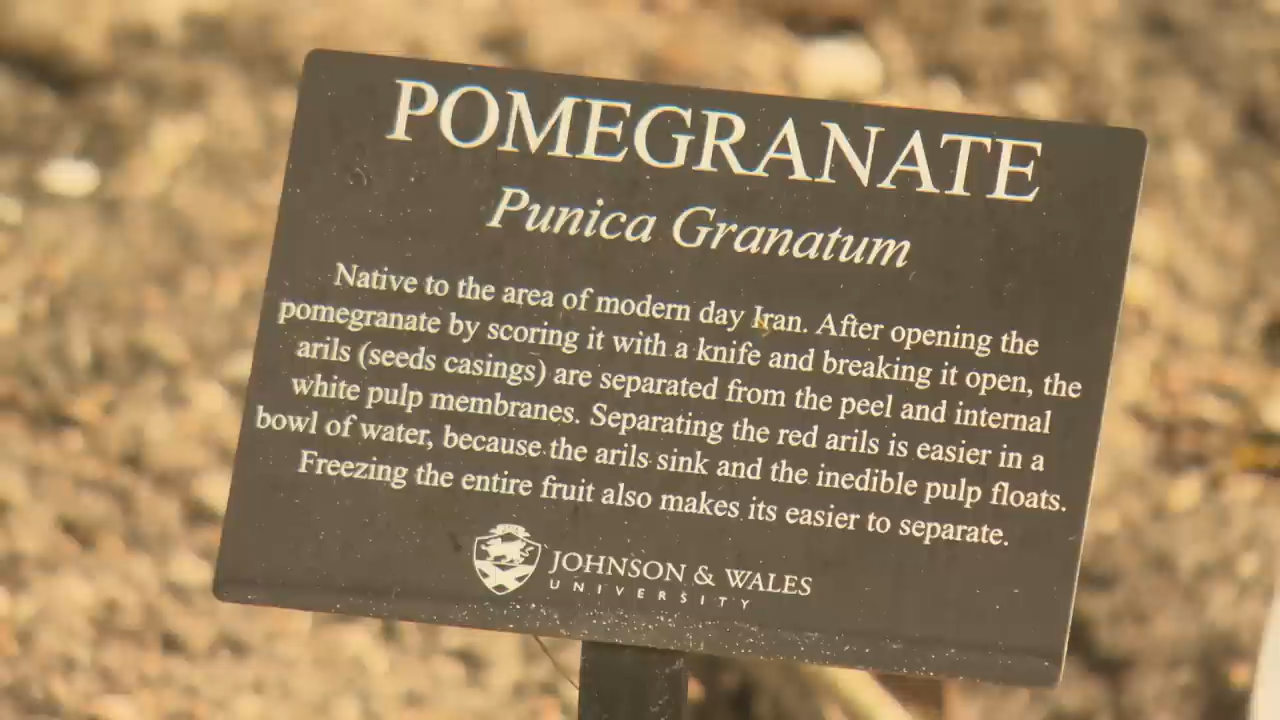 POMEGRANATE
Punica Granatum
Native to the area of modern day Iran. After opening the
pomegranate by scoring it with a knife and breaking it open, the
arils (seeds casings) are separated from the peel and internal
white pulp membranes. Separating the red arils is easier in a
bowl of water, because the arils sink and the inedible pulp floats.
Freezing the entire fruit also makes its easier to separate.
JOHNSON & WALES
UNIVERSITY